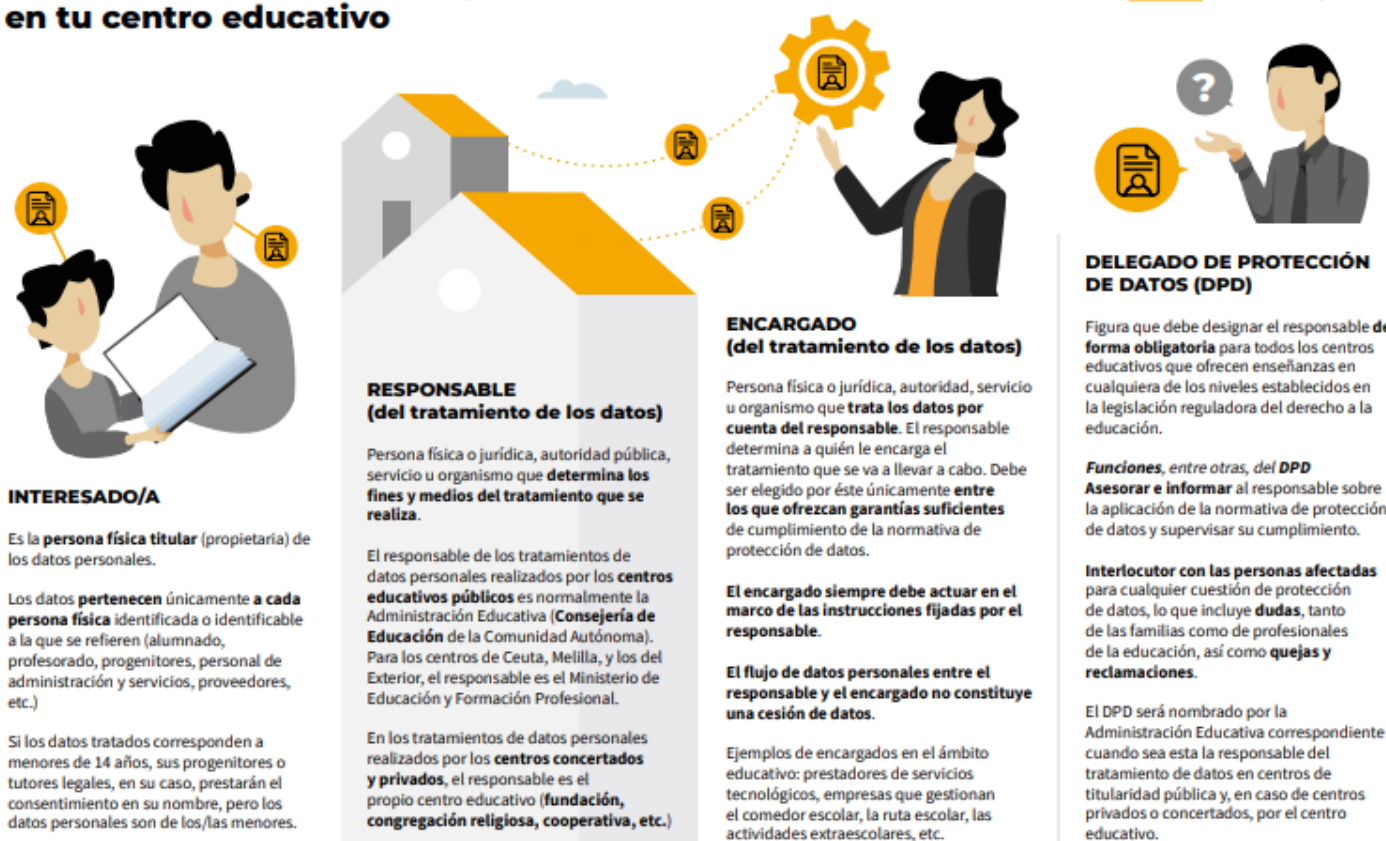 en tu centro educativo
INTERESADO/A
Es la persona física titular (propietaria) de
los datos personales.
Los datos pertenecen únicamente a cada
persona física identificada o identificable
a la que se refieren (alumnado,
profesorado, progenitores, personal de
administración y servicios, proveedores,
etc.)
Si los datos tratados corresponden a
menores de 14 años, sus progenitores o
tutores legales, en su caso, prestarán el
consentimiento en su nombre, pero los
datos personales son de los/las menores.
RESPONSABLE
(del tratamiento de los datos)
Persona física o jurídica, autoridad pública,
servicio u organismo que determina los
fines y medios del tratamiento que se
realiza.
El responsable de los tratamientos de
datos personales realizados por los centros
educativos públicos es normalmente la
Administración Educativa (Consejería de
Educación de la Comunidad Autónoma).
Para los centros de Ceuta, Melilla, y los del
Exterior, el responsable es el Ministerio de
Educación y Formación Profesional.
En los tratamientos de datos personales
realizados por los centros concertados
y privados, el responsable es el
propio centro educativo (fundación,
congregación religiosa, cooperativa, etc.)
ENCARGADO
(del tratamiento de los datos)
Persona física o jurídica, autoridad, servicio
u organismo que trata los datos por
cuenta del responsable. El responsable
determina a quién le encarga el
tratamiento que se va a llevar a cabo. Debe
ser elegido por éste únicamente entre
los que ofrezcan garantías suficientes
de cumplimiento de la normativa de
protección de datos.
El encargado siempre debe actuar en el
marco de las instrucciones fijadas por el
responsable.
El flujo de datos personales entre el
responsable y el encargado no constituye
una cesión de datos.
Ejemplos de encargados en el ámbito
educativo: prestadores de servicios
tecnológicos, empresas que gestionan
el comedor escolar, la ruta escolar, las
actividades extraescolares, etc.
?
DELEGADO DE PROTECCIÓN
DE DATOS (DPD)
Figura que debe designar el responsable de
forma obligatoria para todos los centros
educativos que ofrecen enseñanzas en
cualquiera de los niveles establecidos en
la legislación reguladora del derecho a la
educación.
Funciones, entre otras, del DPD
Asesorar e informar al responsable sobre
la aplicación de la normativa de protección
de datos y supervisar su cumplimiento.
Interlocutor con las personas afectadas
para cualquier cuestión de protección
de datos, lo que incluye dudas, tanto
de las familias como de profesionales
de la educación, así como quejas y
reclamaciones.
El DPD será nombrado por la
Administración Educativa correspondiente
cuando sea esta la responsable del
tratamiento de datos en centros de
titularidad pública y, en caso de centros
privados o concertados, por el centro
educativo.